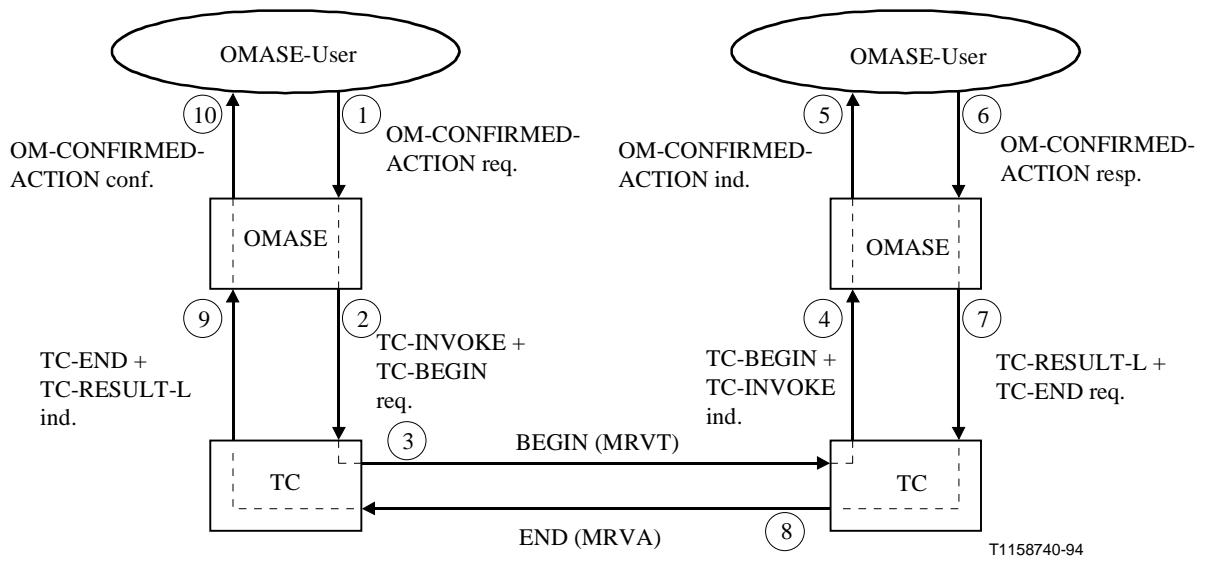 OMASE-User
OMASE-User
10
1
5
6
OM-CONFIRMED-
ACTION conf.
OM-CONFIRMED-
ACTION req.
OM-CONFIRMED-
ACTION ind.
OM-CONFIRMED-
ACTION resp.
OMASE
OMASE
9
2
4
7
TC-END +
TC-RESULT-L
ind.
TC-INVOKE +
TC-BEGIN
req.
TC-BEGIN +
TC-INVOKE
ind.
TC-RESULT-L +
TC-END req.
3
BEGIN (MRVT)
TC
TC
END (MRVA)
8
T1158740-94